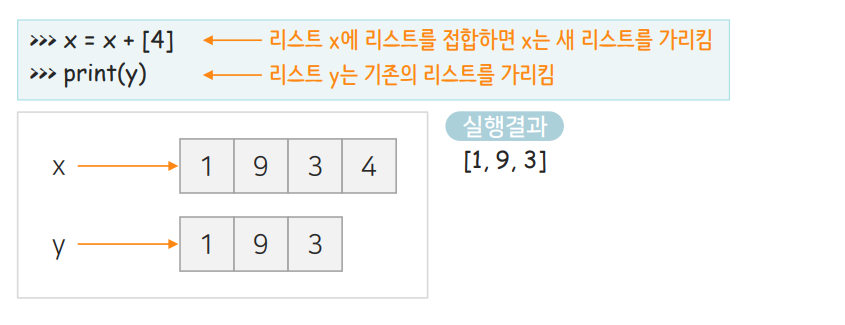 >>> x = x + [4] 리스트 x에 리스트를 접합하면 x는 새 리스트를 가리킴
>>> print(y) 리스트 y는 기존의 리스트를 가리킴
실행결과
[1, 9, 3]
x 1 9 3 4
y 1 9 3